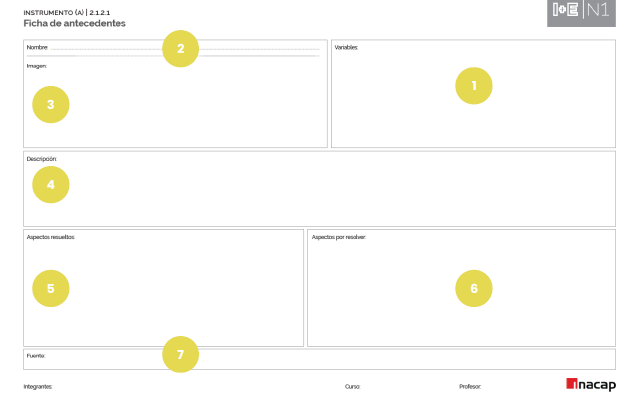 INSTRUMENTO (A) | 2.1.2.1
Ficha de antecedentes
I+E | N1
Nombre:
2
Variables:
1
Imagen:
3
Descripción:
4
Aspectos resueltos:
5
Aspectos por resolver:
6
7
Fuente:
Integrantes:
Curso:
Profesor:
inacap